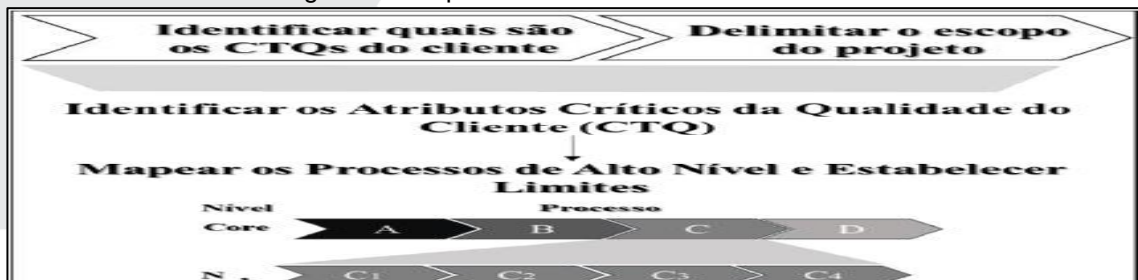 Identificar quais são
os CTQs do cliente
Delimitar o escopo
do projeto
Identificar os Atributos Críticos da Qualidade do
Cliente (CTQ)
Mapear os Processos de Alto Nível e Estabelecer
Limites
Nível Processo
Core A B C D
C1 C2 C3 C4